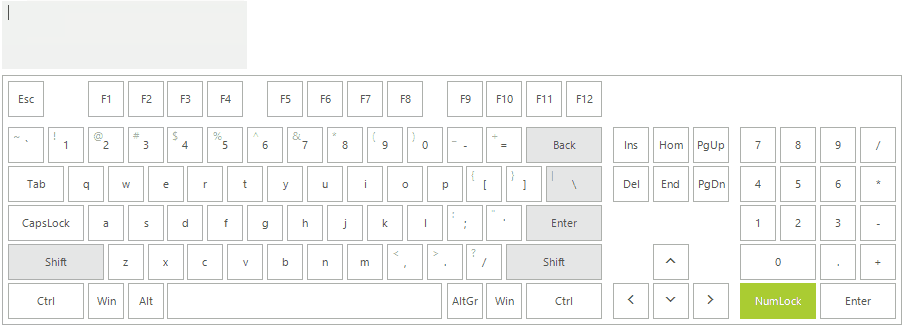 Esc F1 F2 F3 F4 F5 F6 F7 F8 F9 F10 F11 F12
~ ` ! 1 @ 2 # 3 $ 4 % 5 ^ 6 & 7 * 8 ( 9 ) 0 _ - + = Back Ins Hom PgUp 7 8 9 /
Tab q w e r t y u i o p { [ } ] | \ Del End PgDn 4 5 6 *
CapsLock a s d f g h j k l : ; " ' Enter 1 2 3 -
Shift z x c v b n m < , > . ? / Shift 0 . +
Ctrl Win Alt AltGr Win Ctrl NumLock Enter